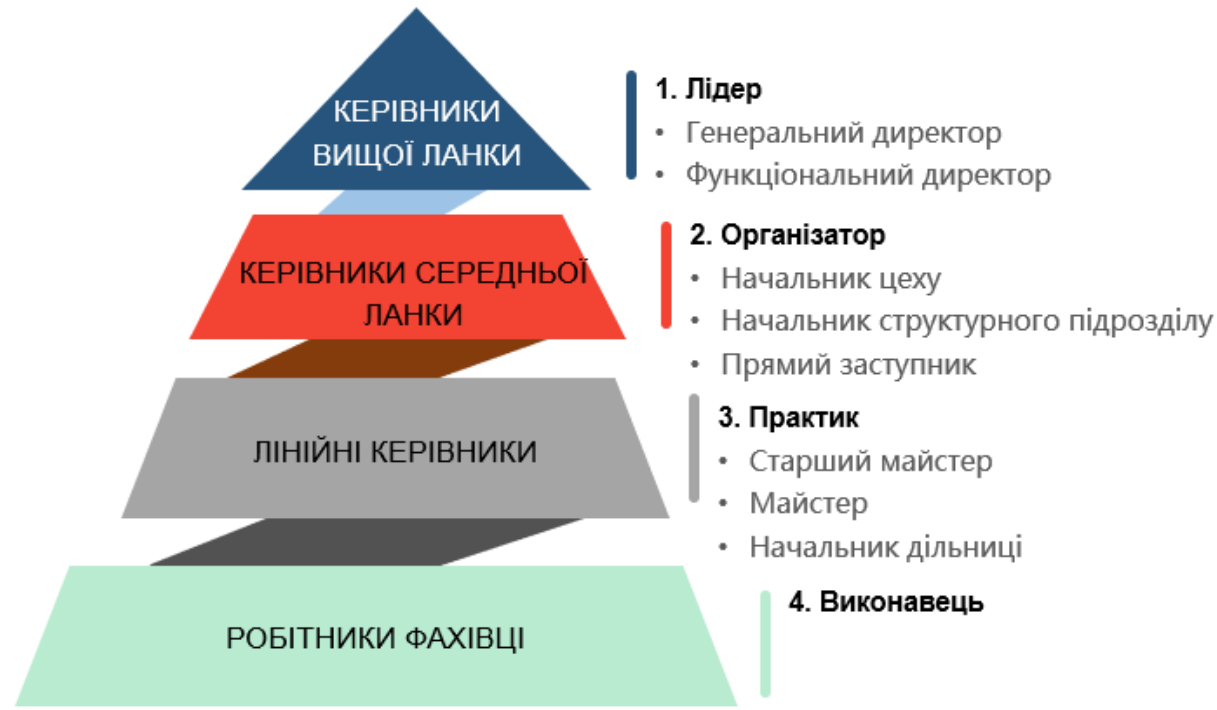 КЕРІВНИКИ
ВИЩОЇ ЛАНКИ
1. Лідер
• Генеральний директор
• Функціональний директор
КЕРІВНИКИ СЕРЕДНЬОЇ
ЛАНКИ
2. Організатор
• Начальник цеху
• Начальник структурного підрозділу
• Прямий заступник
ЛІНІЙНІ КЕРІВНИКИ
3. Практик
• Старший майстер
• Майстер
• Начальник дільниці
РОБІТНИКИ ФАХІВЦІ
4. Виконавець